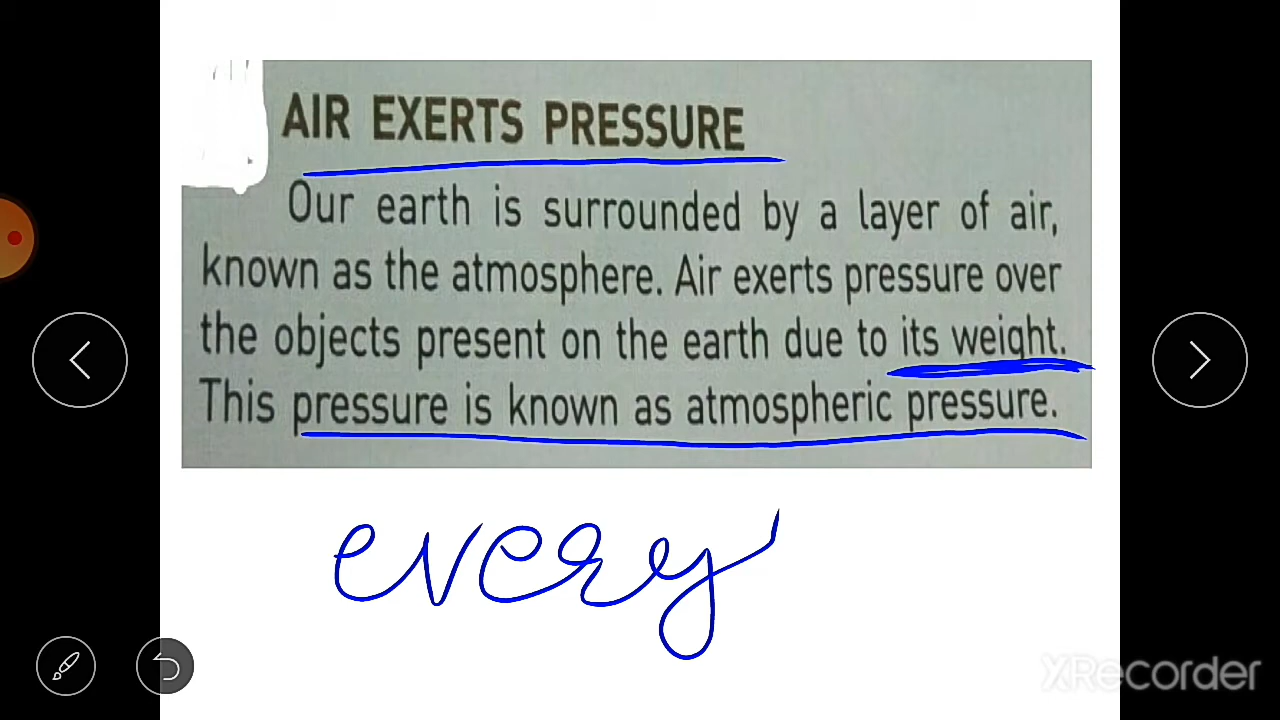 AIR EXERTS PRESSURE
Our earth is surrounded by a layer of air,
known as the atmosphere. Air exerts pressure over
the objects present on the earth due to its weight.
This pressure is known as atmospheric pressure.
every
XRecorder